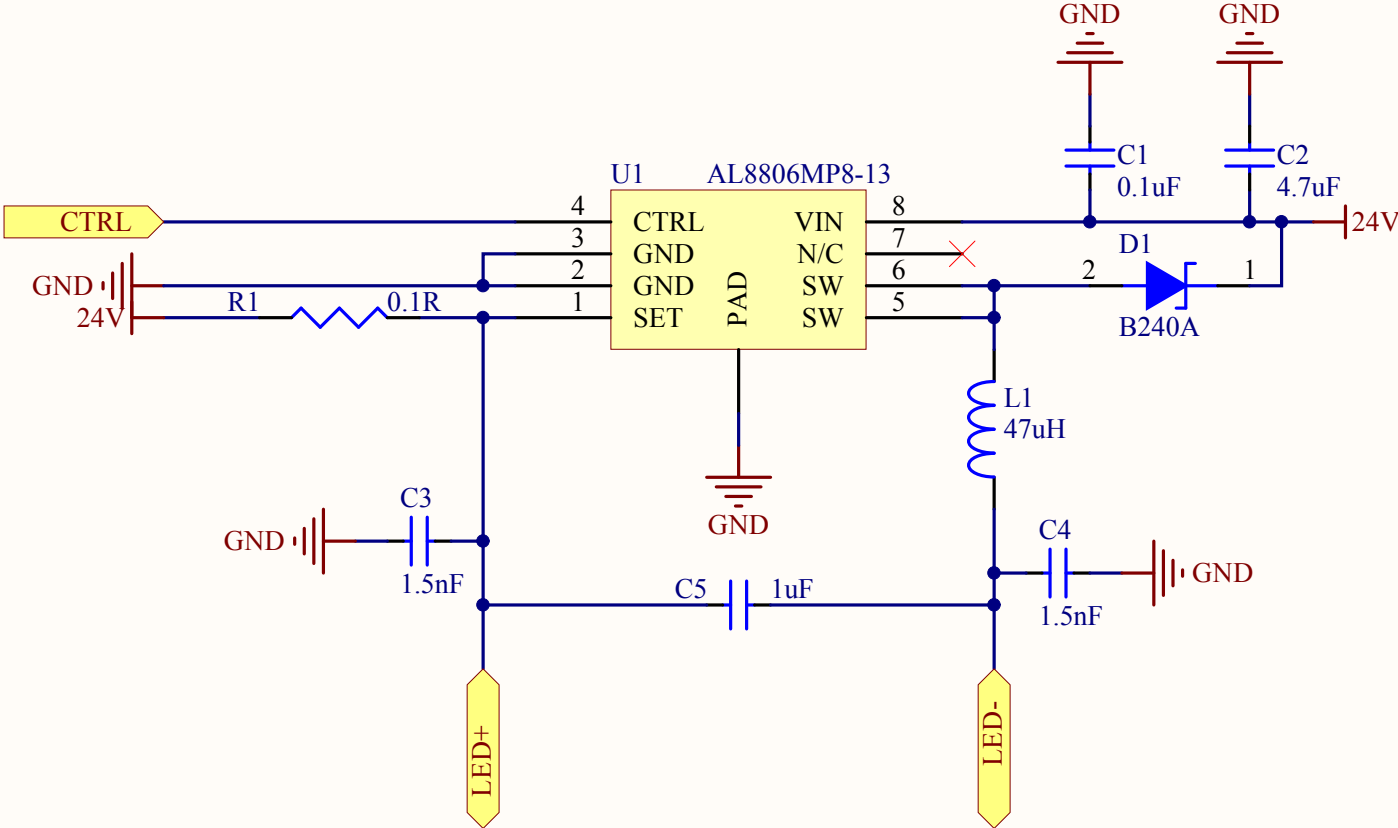 GND
GND
C1
0.1uF
C2
4.7uF
U1
AL8806MP8-13
CTRL
4
CTRL
VIN
8
24V
3
GND
N/C
7
D1
GND
2
GND
SW
6
2
1
B240A
24V
R1
0.1R
1
SET
PAD
SW
5
L1
47uH
C3
GND
1.5nF
GND
C4
GND
1.5nF
C5
1uF
LED+
LED-